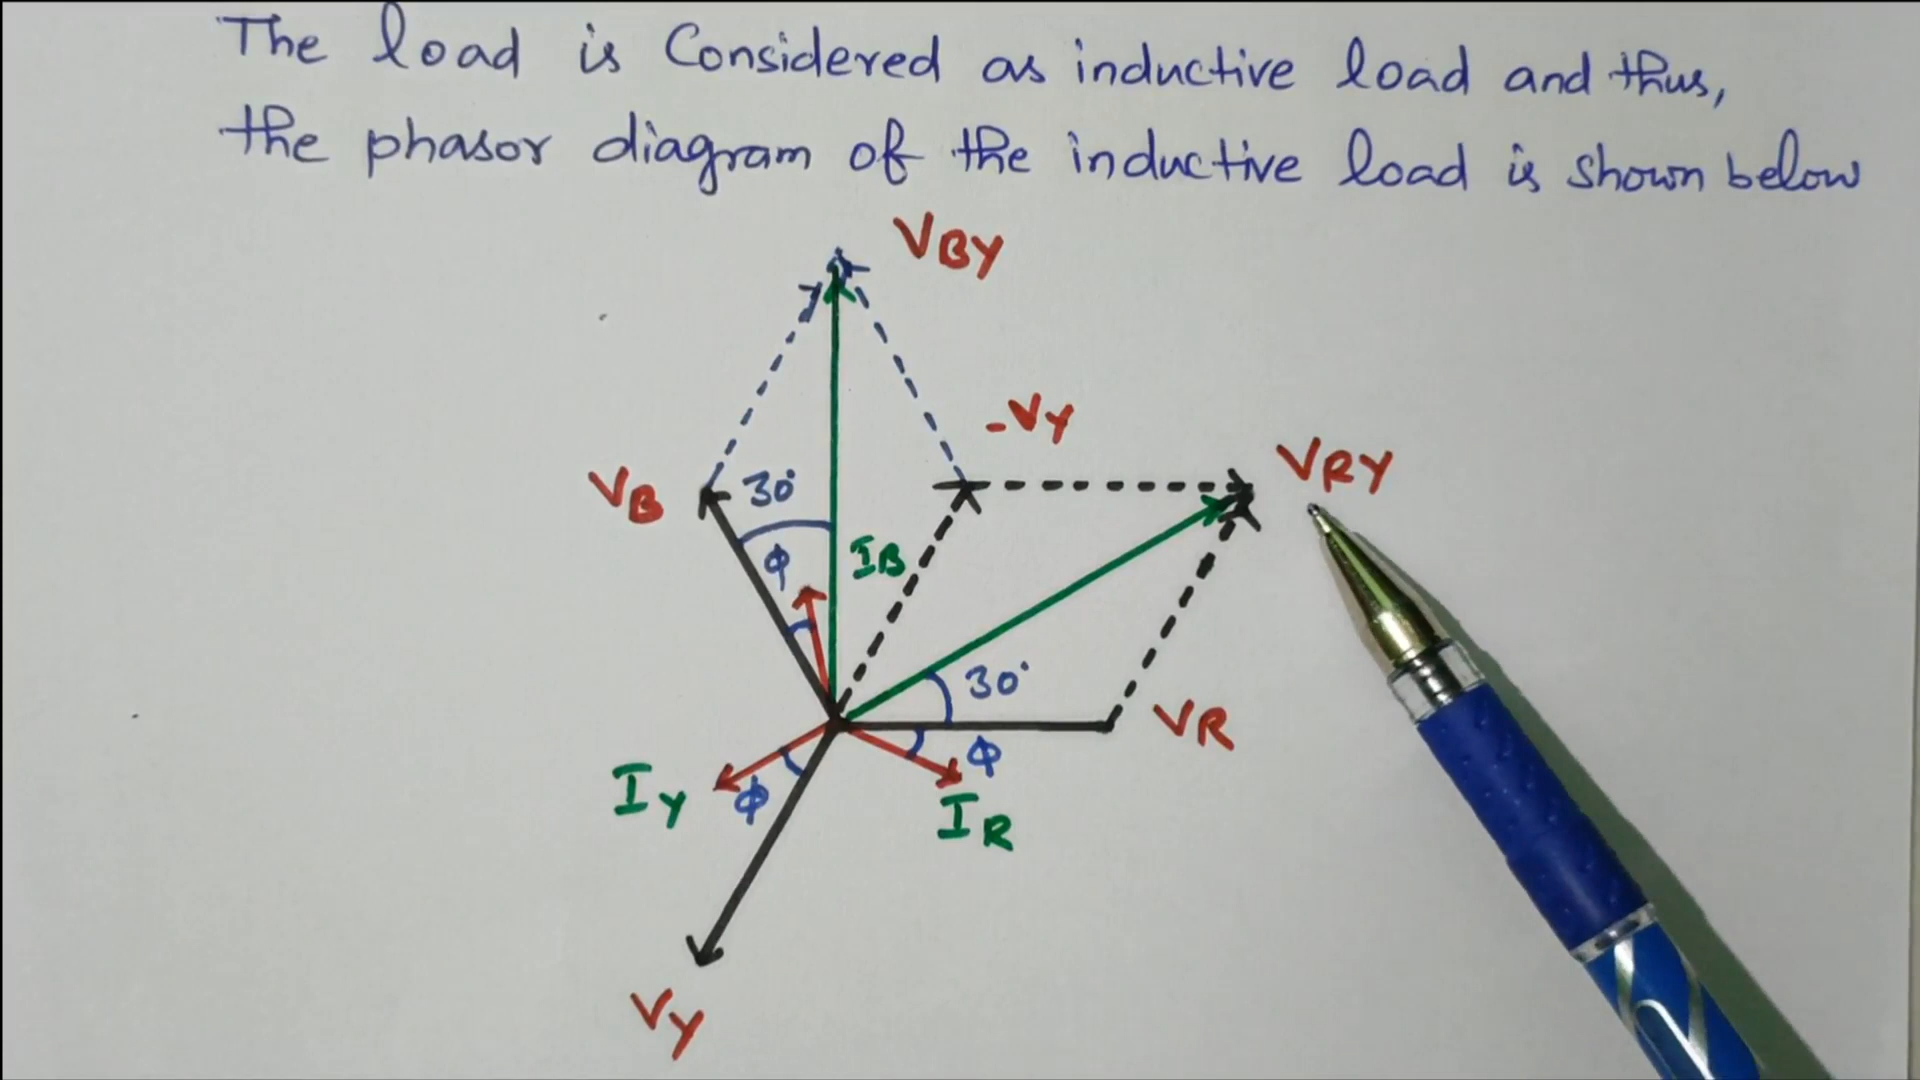 The load is Considered as inductive load and thus,
the phasor diagram of the inductive load is shown below
VBY
-VY
VRY
VB
30°
IB
ϕ
30°
VR
ϕ
IY
ϕ
IR
VY